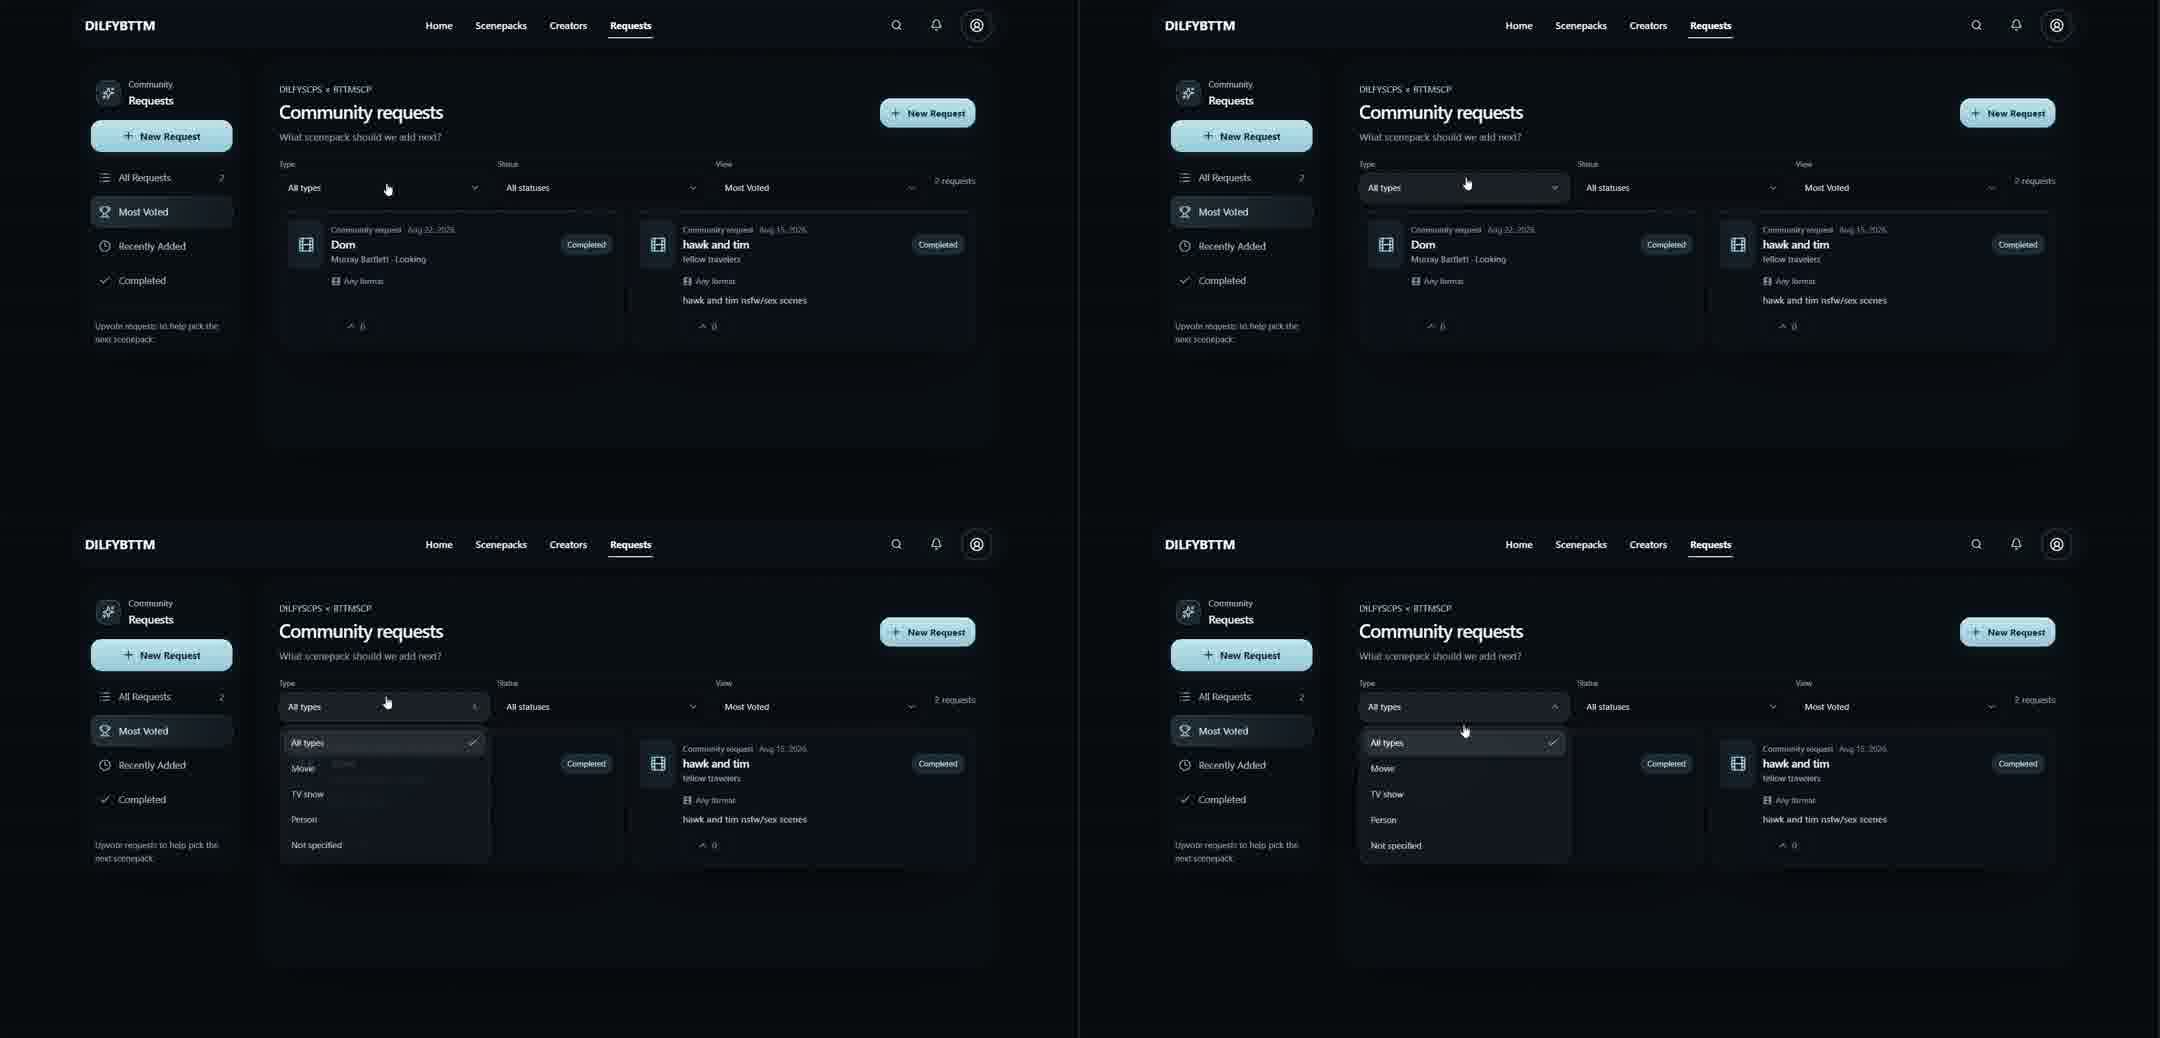 DILFYBTTM
Home Scenepacks Creators Requests
Community
Requests
+ New Request
All Requests 2
Most Voted
Recently Added
Completed
Upvote requests to help pick the
next scenepack.
DILFYSCPS × BTTMSCP
Community requests
What scenepack should we add next?
+ New Request
Type Status View
All types All statuses Most Voted 2 requests
Community request Aug 22, 2026
Dom
Murray Bartlett · Looking
Completed
Any format
0
Community request Aug 15, 2026
hawk and tim
fellow travelers
Completed
Any format
hawk and tim nsfw/sex scenes
0
DILFYBTTM
Home Scenepacks Creators Requests
Community
Requests
+ New Request
All Requests 2
Most Voted
Recently Added
Completed
Upvote requests to help pick the
next scenepack.
DILFYSCPS × BTTMSCP
Community requests
What scenepack should we add next?
+ New Request
Type Status View
All types All statuses Most Voted 2 requests
Community request Aug 22, 2026
Dom
Murray Bartlett · Looking
Completed
Any format
0
Community request Aug 15, 2026
hawk and tim
fellow travelers
Completed
Any format
hawk and tim nsfw/sex scenes
0
DILFYBTTM
Home Scenepacks Creators Requests
Community
Requests
+ New Request
All Requests 2
Most Voted
Recently Added
Completed
Upvote requests to help pick the
next scenepack.
DILFYSCPS × BTTMSCP
Community requests
What scenepack should we add next?
+ New Request
Type Status View
All types All statuses Most Voted 2 requests
All types
Movie
TV show
Person
Not specified
Completed
Community request Aug 15, 2026
hawk and tim
fellow travelers
Completed
Any format
hawk and tim nsfw/sex scenes
0
DILFYBTTM
Home Scenepacks Creators Requests
Community
Requests
+ New Request
All Requests 2
Most Voted
Recently Added
Completed
Upvote requests to help pick the
next scenepack.
DILFYSCPS × BTTMSCP
Community requests
What scenepack should we add next?
+ New Request
Type Status View
All types All statuses Most Voted 2 requests
All types
Movie
TV show
Person
Not specified
Completed
Community request Aug 15, 2026
hawk and tim
fellow travelers
Completed
Any format
hawk and tim nsfw/sex scenes
0